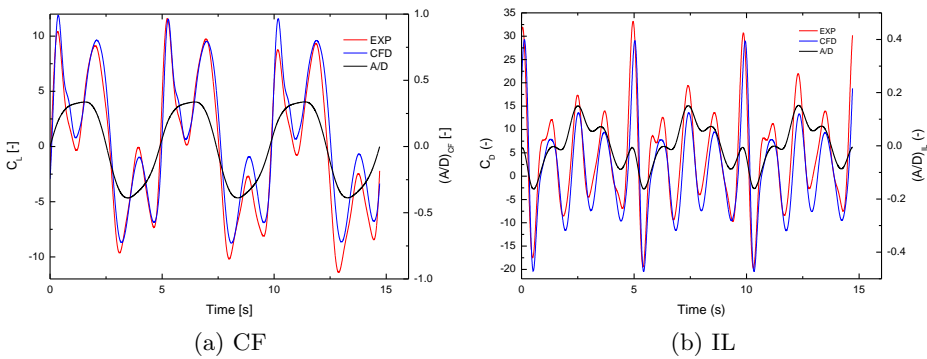 EXP
CFD
A/D
10
5
0
-5
-10
C_L [-]
1.0
0.5
0.0
-0.5
-1.0
(A/D)_CF [-]
0 5 10 15
Time [s]
(a) CF
EXP
CFD
A/D
35
30
25
20
15
10
5
0
-5
-10
-15
-20
C_D (-)
0.4
0.2
0.0
-0.2
-0.4
(A/D)_IL (-)
0 5 10 15
Time (s)
(b) IL